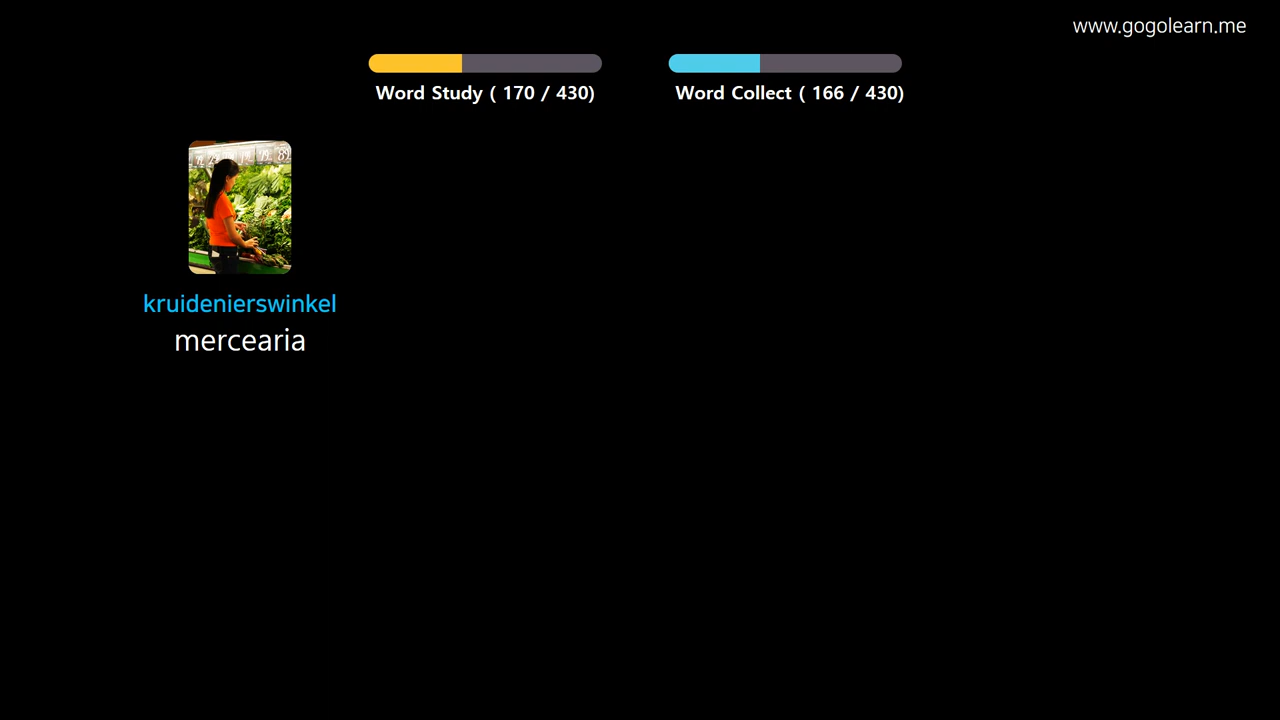 www.gogolearn.me
Word Study ( 170 / 430)
Word Collect ( 166 / 430)
kruidenierswinkel
mercearia